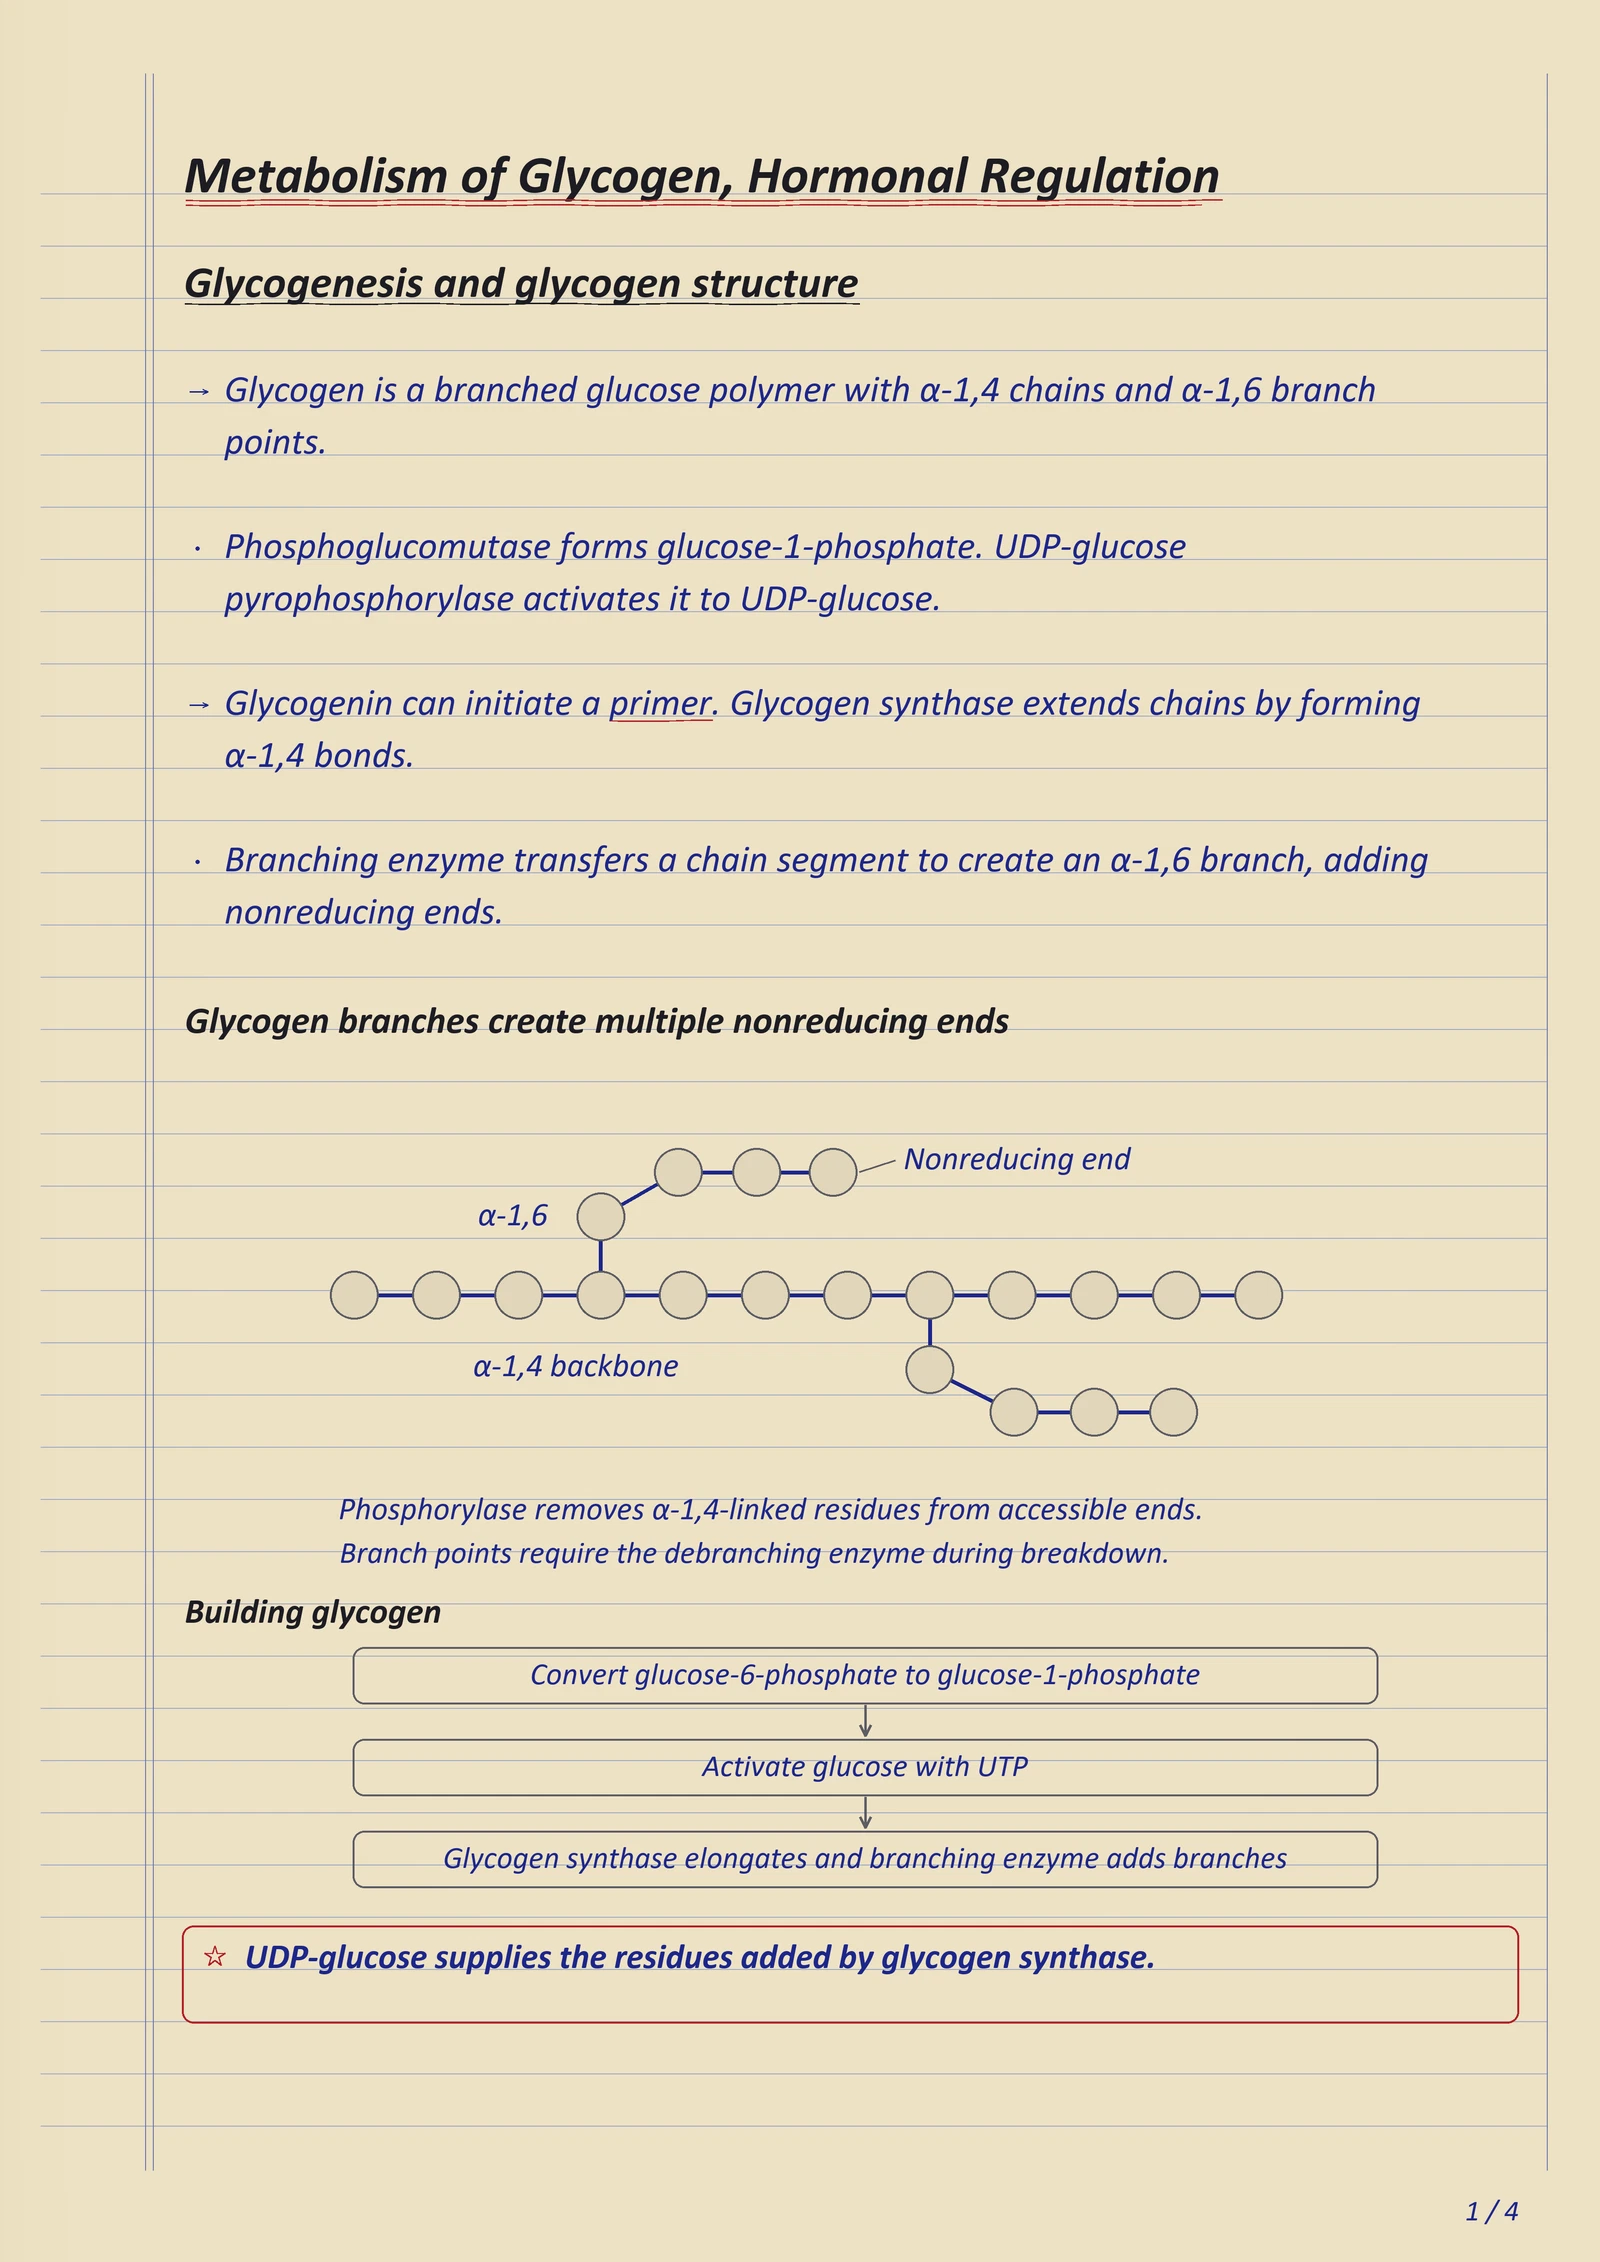 Metabolism of Glycogen, Hormonal Regulation
Glycogenesis and glycogen structure
→ Glycogen is a branched glucose polymer with α-1,4 chains and α-1,6 branch
points.
· Phosphoglucomutase forms glucose-1-phosphate. UDP-glucose
pyrophosphorylase activates it to UDP-glucose.
→ Glycogenin can initiate a primer. Glycogen synthase extends chains by forming
α-1,4 bonds.
· Branching enzyme transfers a chain segment to create an α-1,6 branch, adding
nonreducing ends.
Glycogen branches create multiple nonreducing ends
Nonreducing end
α-1,6
α-1,4 backbone
Phosphorylase removes α-1,4-linked residues from accessible ends.
Branch points require the debranching enzyme during breakdown.
Building glycogen
Convert glucose-6-phosphate to glucose-1-phosphate
Activate glucose with UTP
Glycogen synthase elongates and branching enzyme adds branches
☆ UDP-glucose supplies the residues added by glycogen synthase.
1 / 4